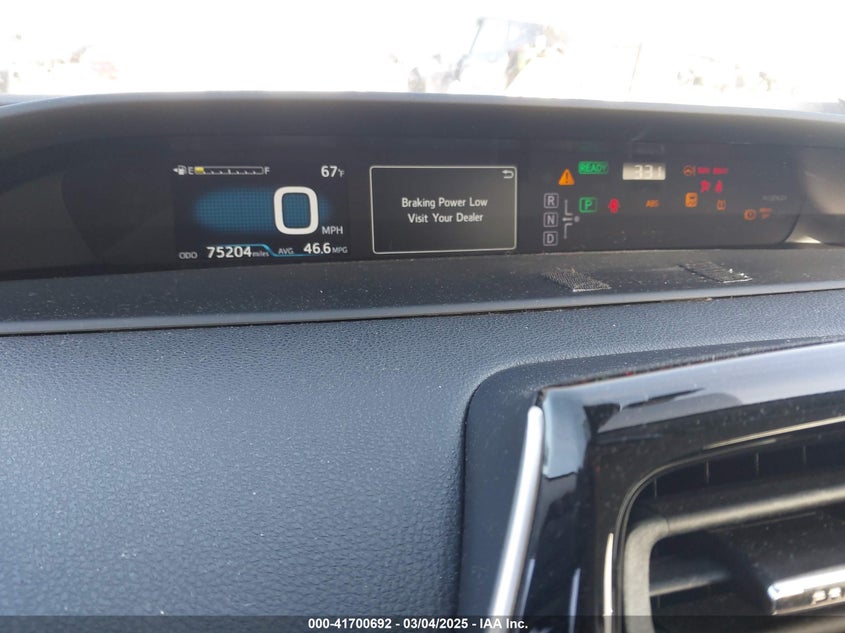 E F
67°F
0
MPH
ODO 75204 miles AVG. 46.6 MPG
Braking Power Low
Visit Your Dealer
READY
R
N
D
P
ABS
000-41700692 - 03/04/2025 - IAA Inc.